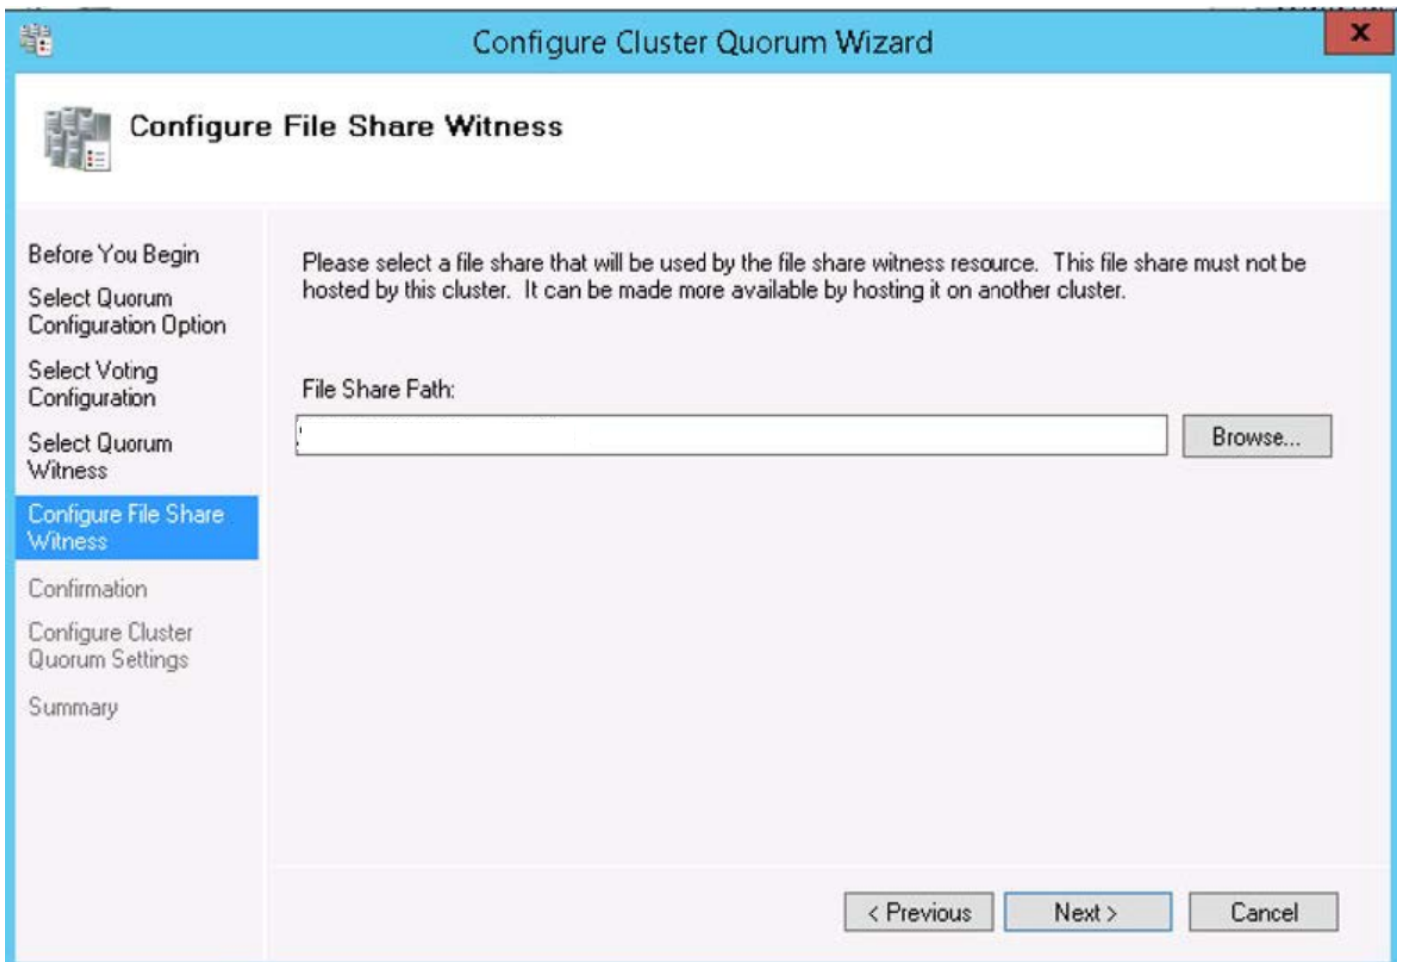 Configure Cluster Quorum Wizard
x
Configure File Share Witness
Before You Begin
Select Quorum
Configuration Option
Select Voting
Configuration
Select Quorum
Witness
Configure File Share
Witness
Confirmation
Configure Cluster
Quorum Settings
Summary
Please select a file share that will be used by the file share witness resource. This file share must not be
hosted by this cluster. It can be made more available by hosting it on another cluster.
File Share Path:
Browse...
< Previous
Next >
Cancel